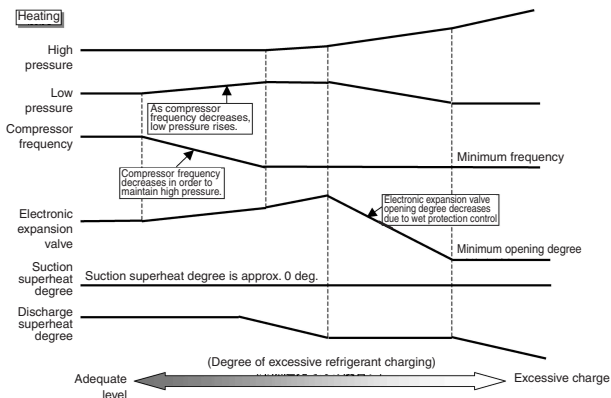 Heating
High
pressure
Low
pressure
As compressor
frequency decreases,
low pressure rises.
Compressor
frequency
Minimum frequency
Compressor frequency
decreases in order to
maintain high pressure.
Electronic
expansion
valve
Electronic expansion valve
opening degree decreases
due to wet protection control
Minimum opening degree
Suction
superheat
degree
Suction superheat degree is approx. 0 deg.
Discharge
superheat
degree
(Degree of excessive refrigerant charging)
Adequate
level
Excessive charge